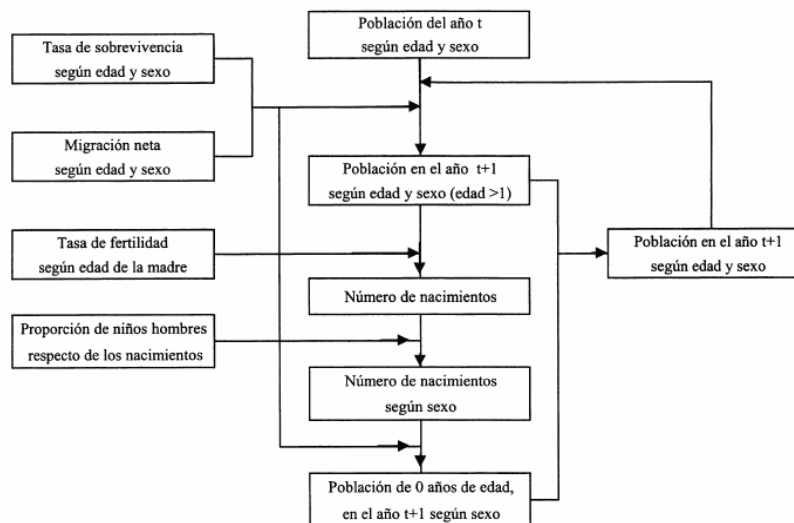 Población del año t
según edad y sexo
Tasa de sobrevivencia
según edad y sexo
Migración neta
según edad y sexo
Población en el año t+1
según edad y sexo (edad >1)
Tasa de fertilidad
según edad de la madre
Población en el año t+1
según edad y sexo
Número de nacimientos
Proporción de niños hombres
respecto de los nacimientos
Número de nacimientos
según sexo
Población de 0 años de edad,
en el año t+1 según sexo